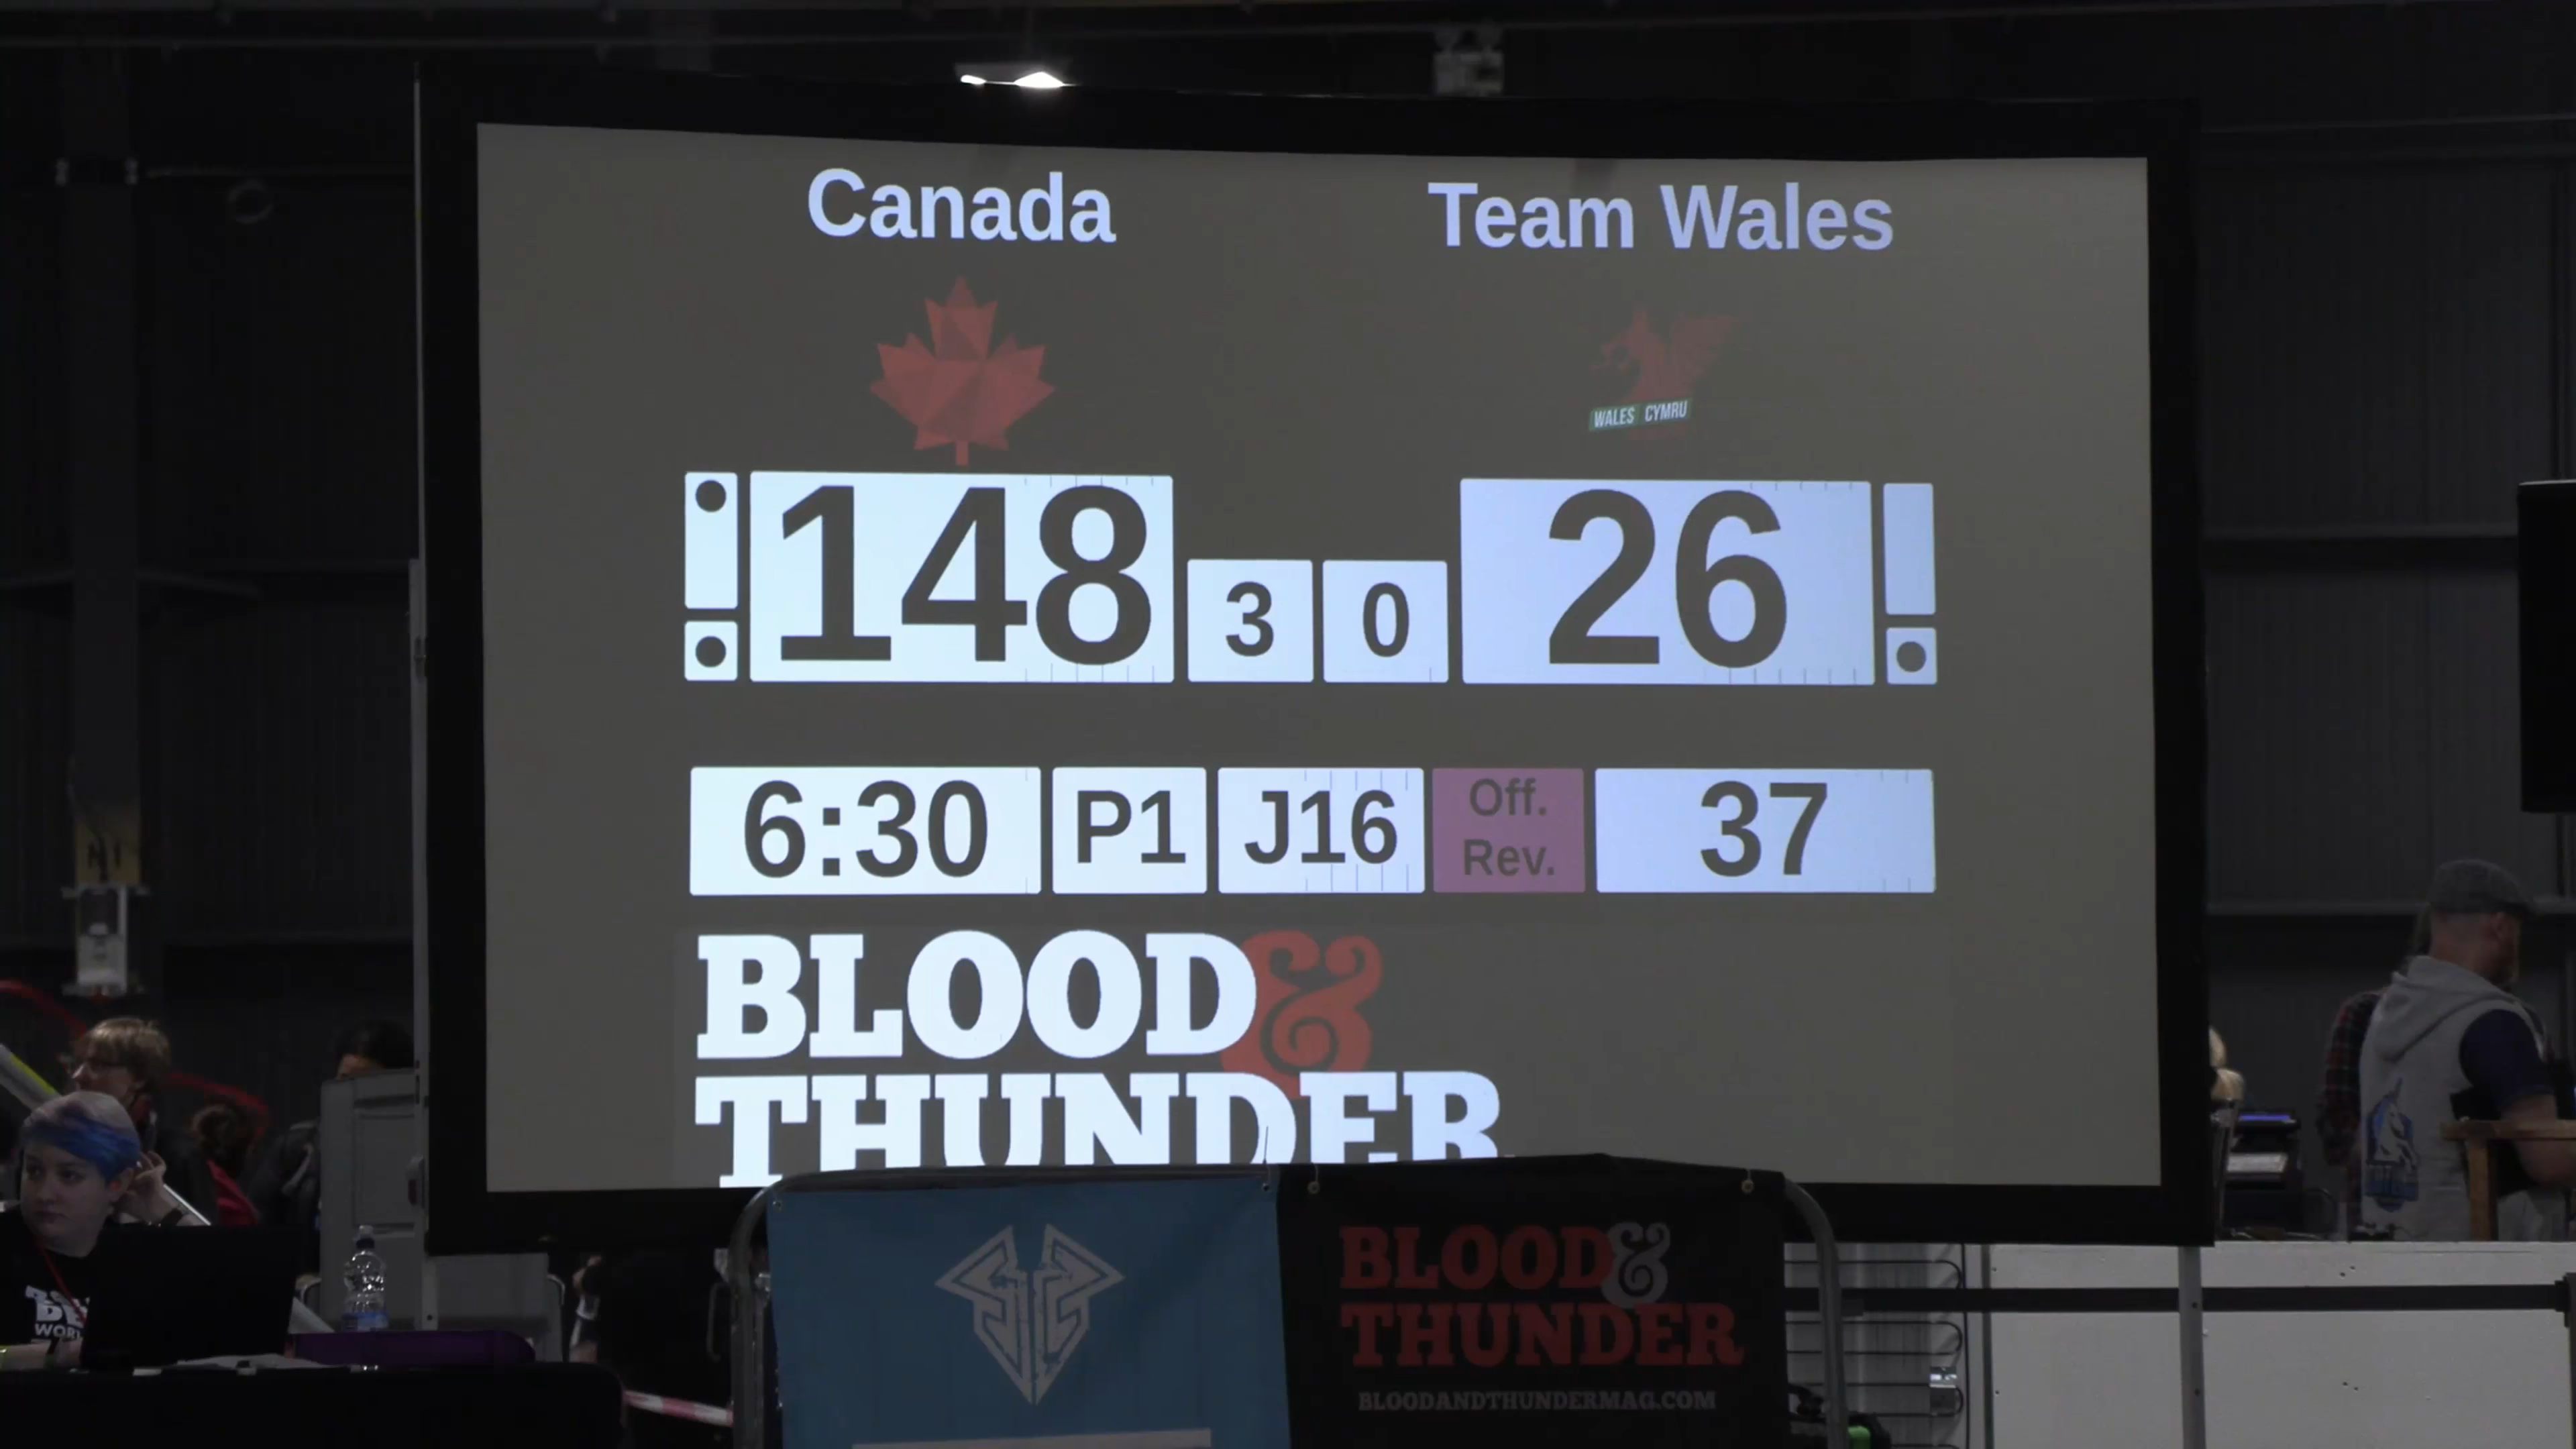 Canada
Team Wales
WALES CYMRU
148
3
0
26
6:30
P1
J16
Off.
Rev.
37
BLOOD &
THUNDER
BLOOD &
THUNDER
BLOODANDTHUNDERMAG.COM